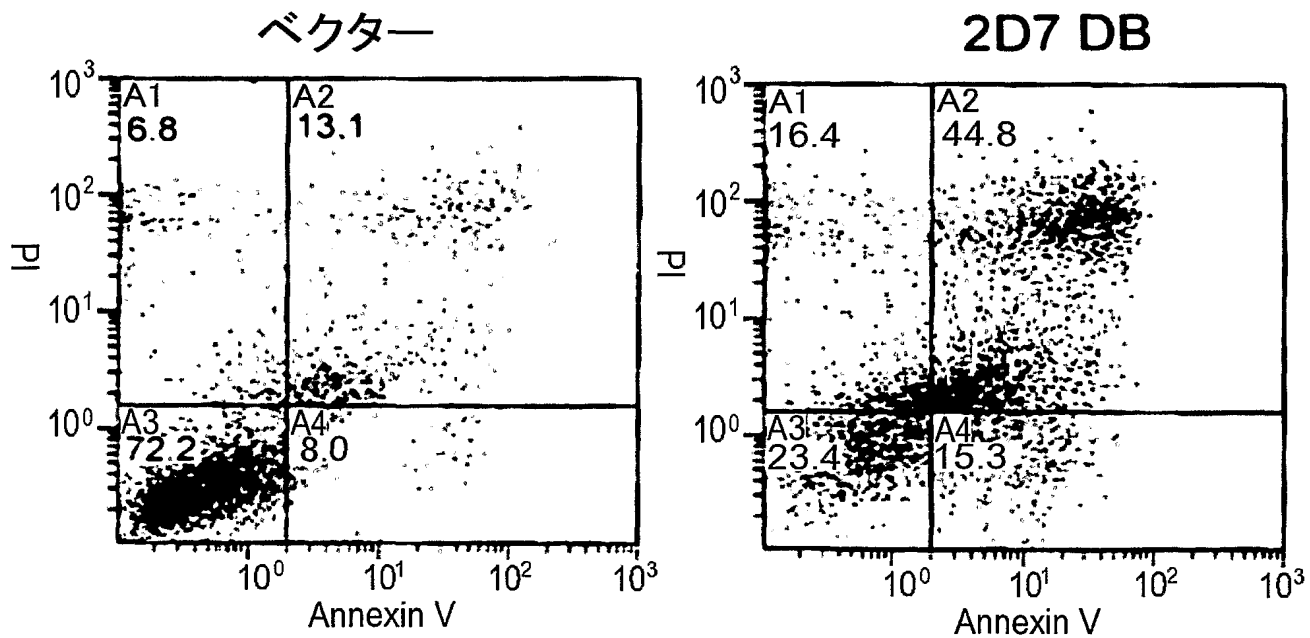 ベクター
10³
A1
6.8
A2
13.1
10²
PI
10¹
10⁰
A3
72.2
A4
8.0
10⁰ 10¹ 10² 10³
Annexin V
2D7 DB
10³
A1
16.4
A2
44.8
10²
PI
10¹
10⁰
A3
23.4
A4
15.3
10⁰ 10¹ 10² 10³
Annexin V